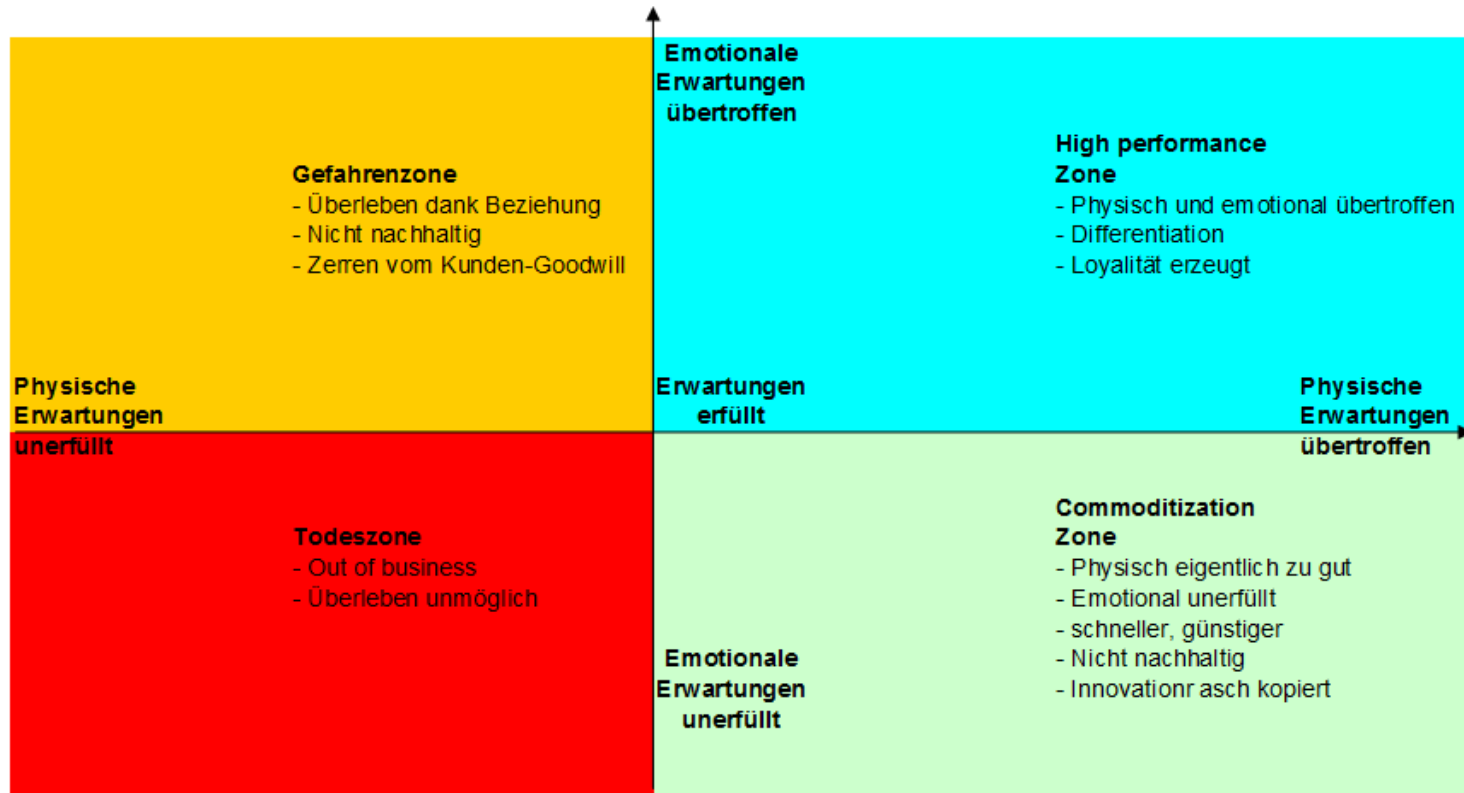 Emotionale
Erwartungen
übertroffen
Gefahrenzone
- Überleben dank Beziehung
- Nicht nachhaltig
- Zerren vom Kunden-Goodwill
High performance
Zone
- Physisch und emotional übertroffen
- Differentiation
- Loyalität erzeugt
Physische
Erwartungen
unerfüllt
Erwartungen
erfüllt
Physische
Erwartungen
übertroffen
Todeszone
- Out of business
- Überleben unmöglich
Commoditization
Zone
- Physisch eigentlich zu gut
- Emotional unerfüllt
- schneller, günstiger
- Nicht nachhaltig
- Innovationr asch kopiert
Emotionale
Erwartungen
unerfüllt